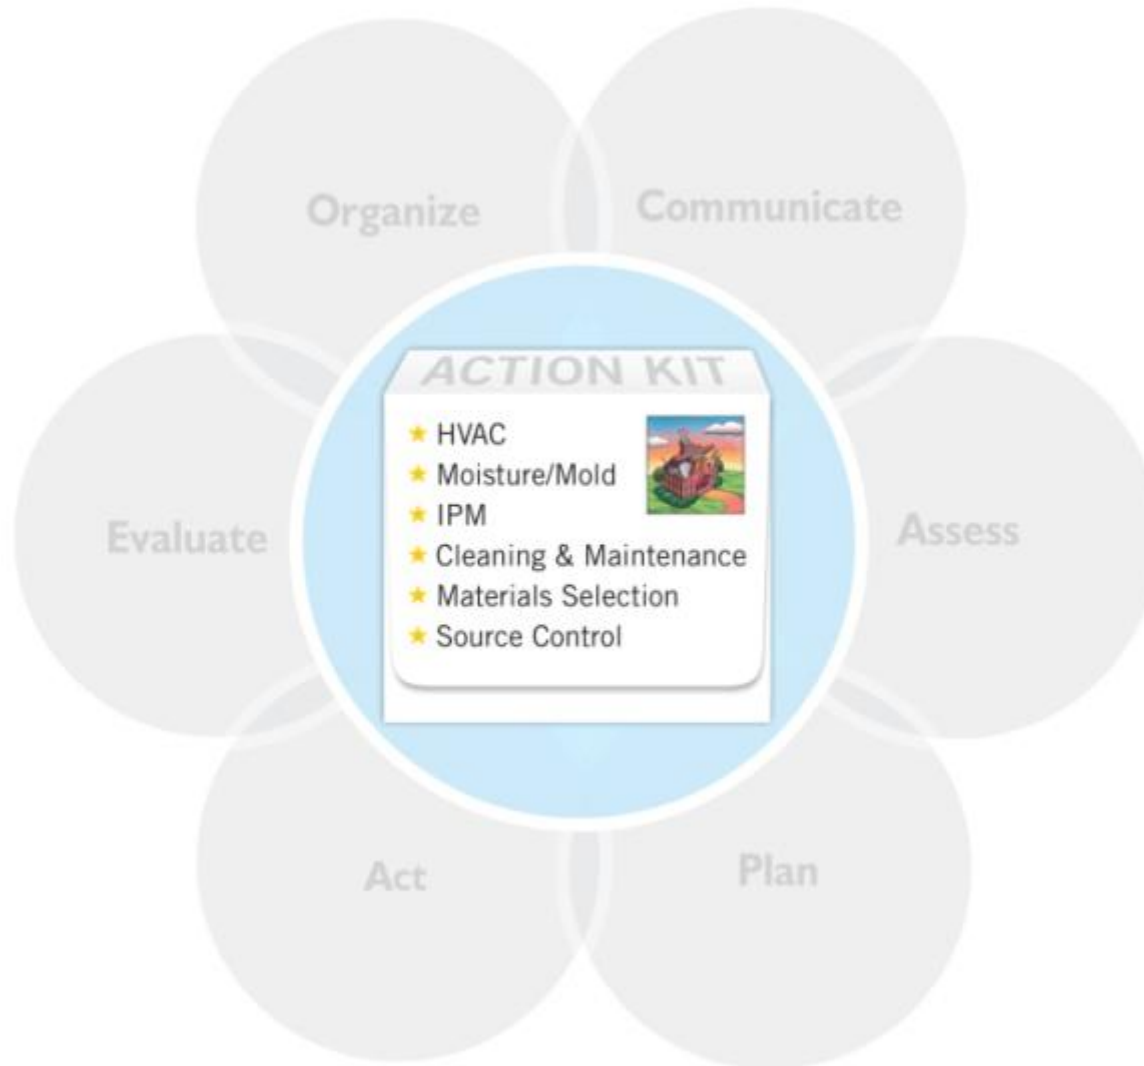 Organize
Communicate
ACTION KIT
HVAC
Moisture/Mold
IPM
Cleaning & Maintenance
Materials Selection
Source Control
Evaluate
Assess
Act
Plan